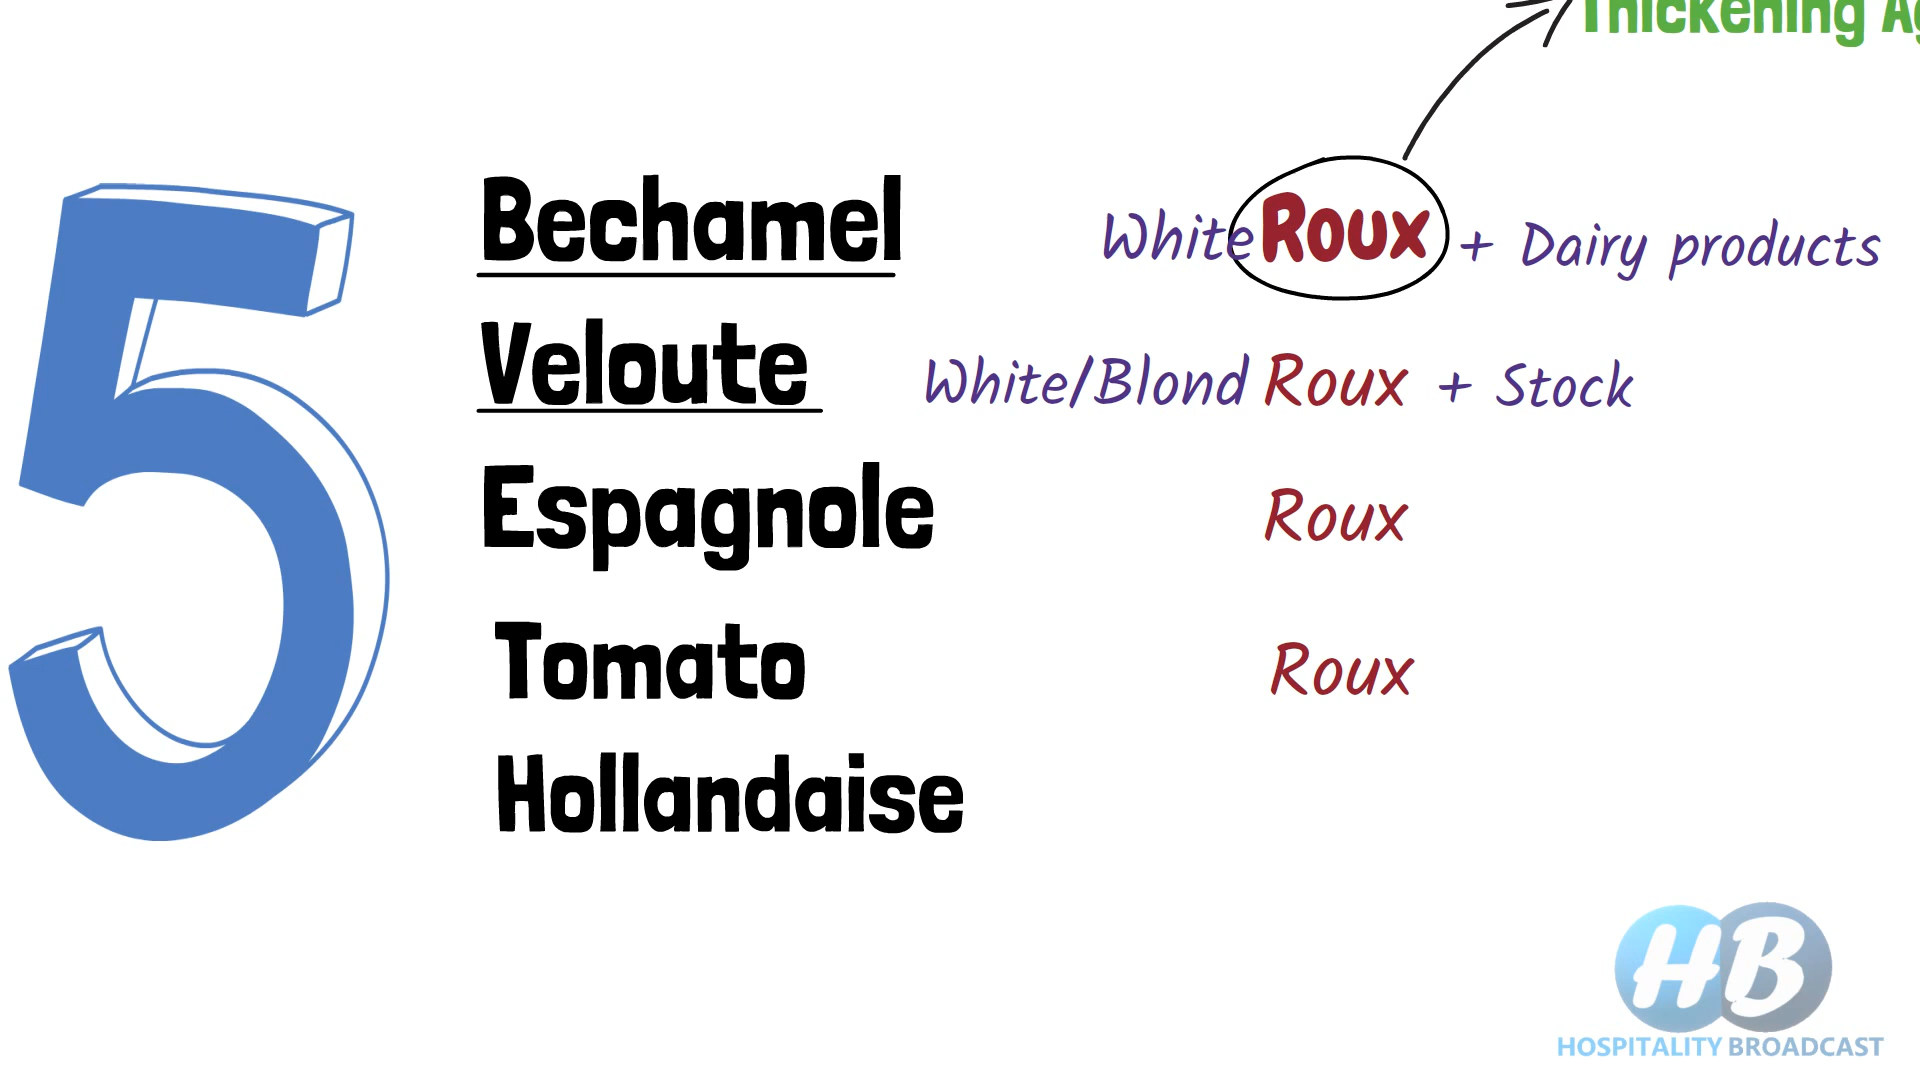 Thickening
5
Bechamel White Roux + Dairy products
Veloute White/Blond Roux + Stock
Espagnole Roux
Tomato Roux
Hollandaise
HB
HOSPITALITY BROADCAST